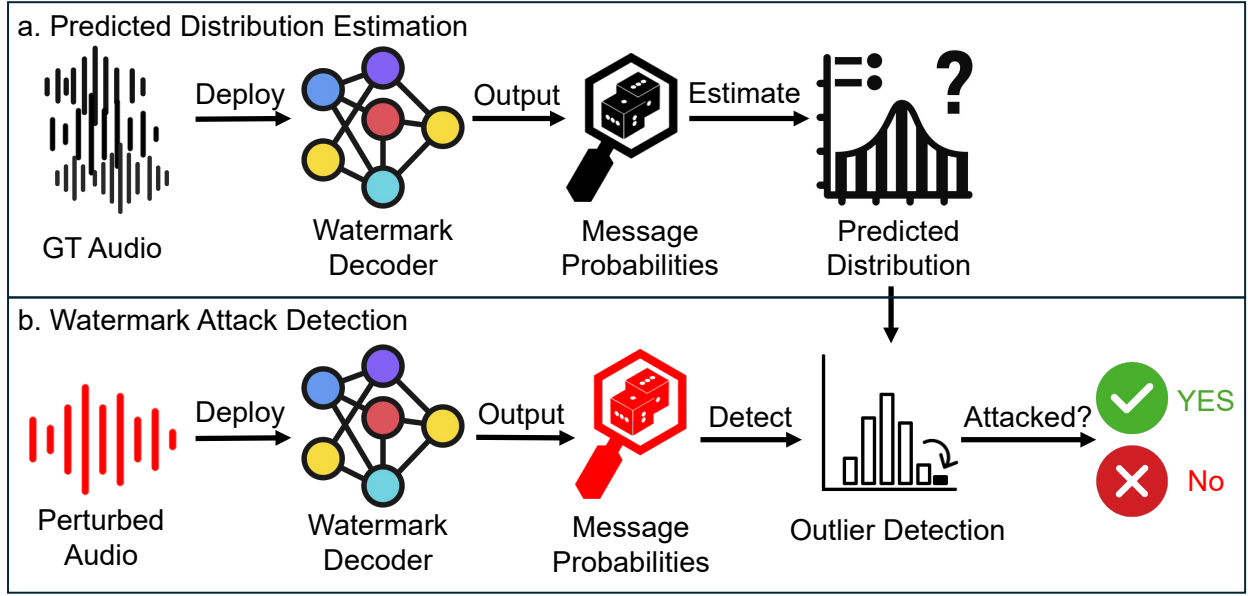 a. Predicted Distribution Estimation
Deploy
Output
Estimate
?
GT Audio
Watermark
Decoder
Message
Probabilities
Predicted
Distribution
b. Watermark Attack Detection
Deploy
Output
Detect
Attacked?
YES
No
Perturbed
Audio
Watermark
Decoder
Message
Probabilities
Outlier Detection